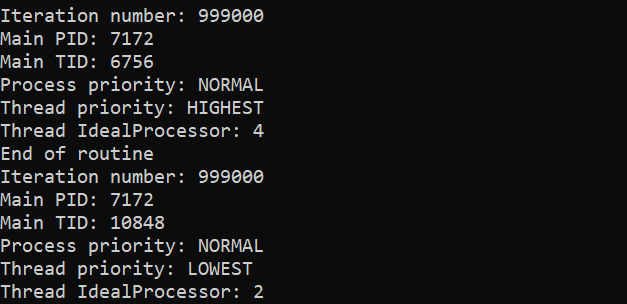 Iteration number: 999000
Main PID: 7172
Main TID: 6756
Process priority: NORMAL
Thread priority: HIGHEST
Thread IdealProcessor: 4
End of routine
Iteration number: 999000
Main PID: 7172
Main TID: 10848
Process priority: NORMAL
Thread priority: LOWEST
Thread IdealProcessor: 2